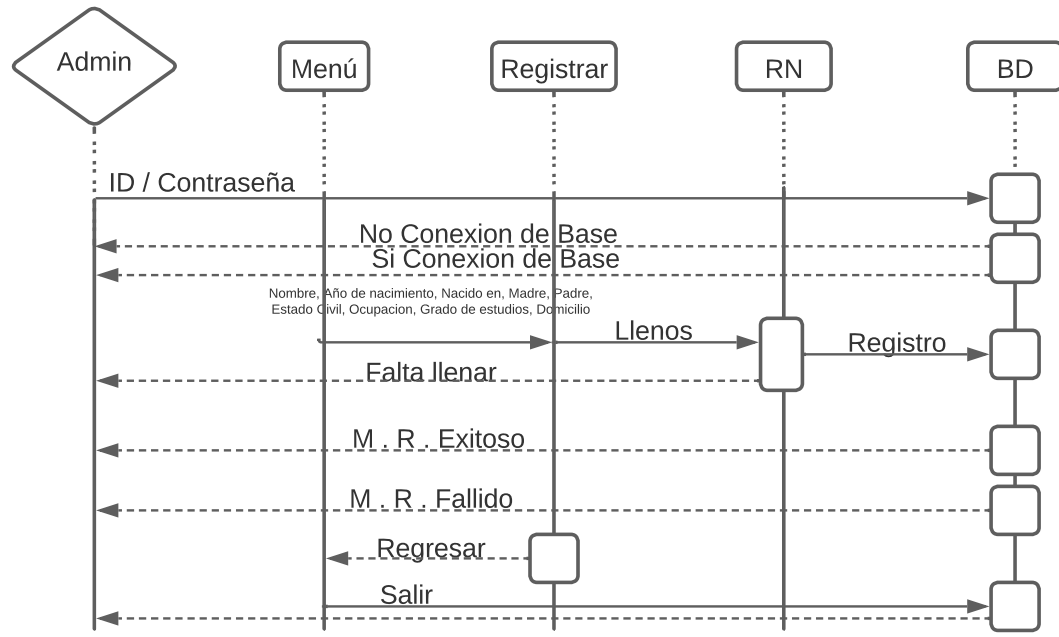 Admin
Menú
Registrar
RN
BD
ID / Contraseña
No Conexion de Base
Si Conexion de Base
Nombre, Año de nacimiento, Nacido en, Madre, Padre,
Estado Civil, Ocupacion, Grado de estudios, Domicilio
Llenos
Registro
Falta llenar
M . R . Exitoso
M . R . Fallido
Regresar
Salir